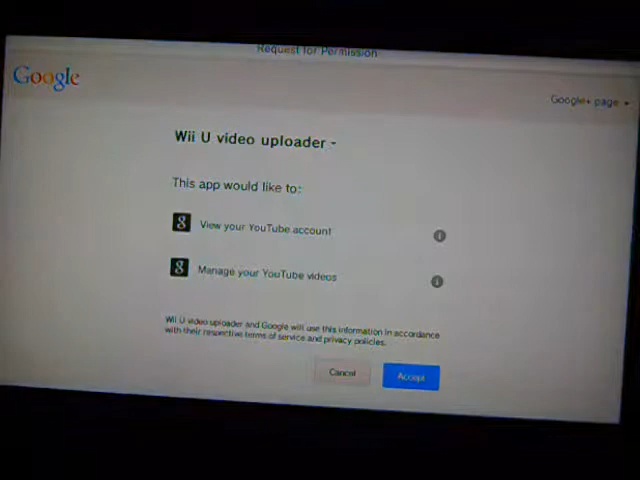 Request for Permission
Google
Google+ page
Wii U video uploader
This app would like to:
g View your YouTube account
g Manage your YouTube videos
Wii U video uploader and Google will use this information in accordance
with their respective terms of service and privacy policies.
Cancel Accept